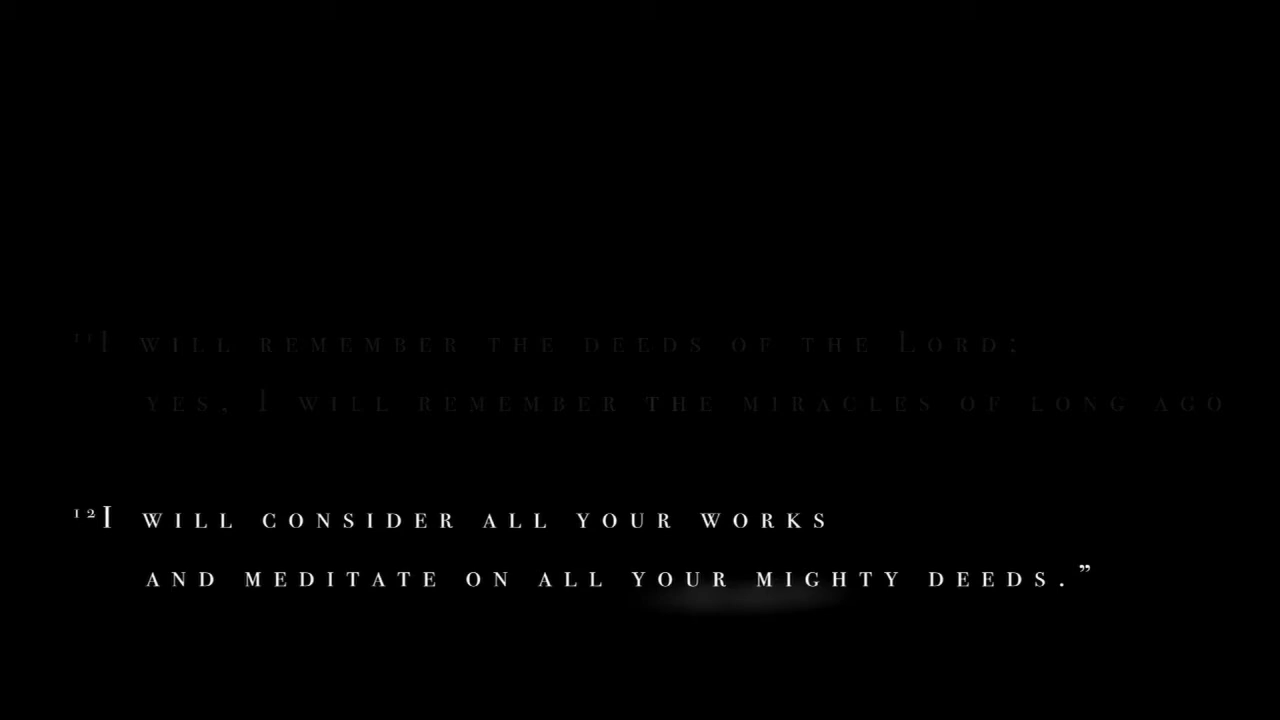 ¹¹I will remember the deeds of the Lord;
yes, I will remember the miracles of long ago
¹²I will consider all your works
and meditate on all your mighty deeds.”